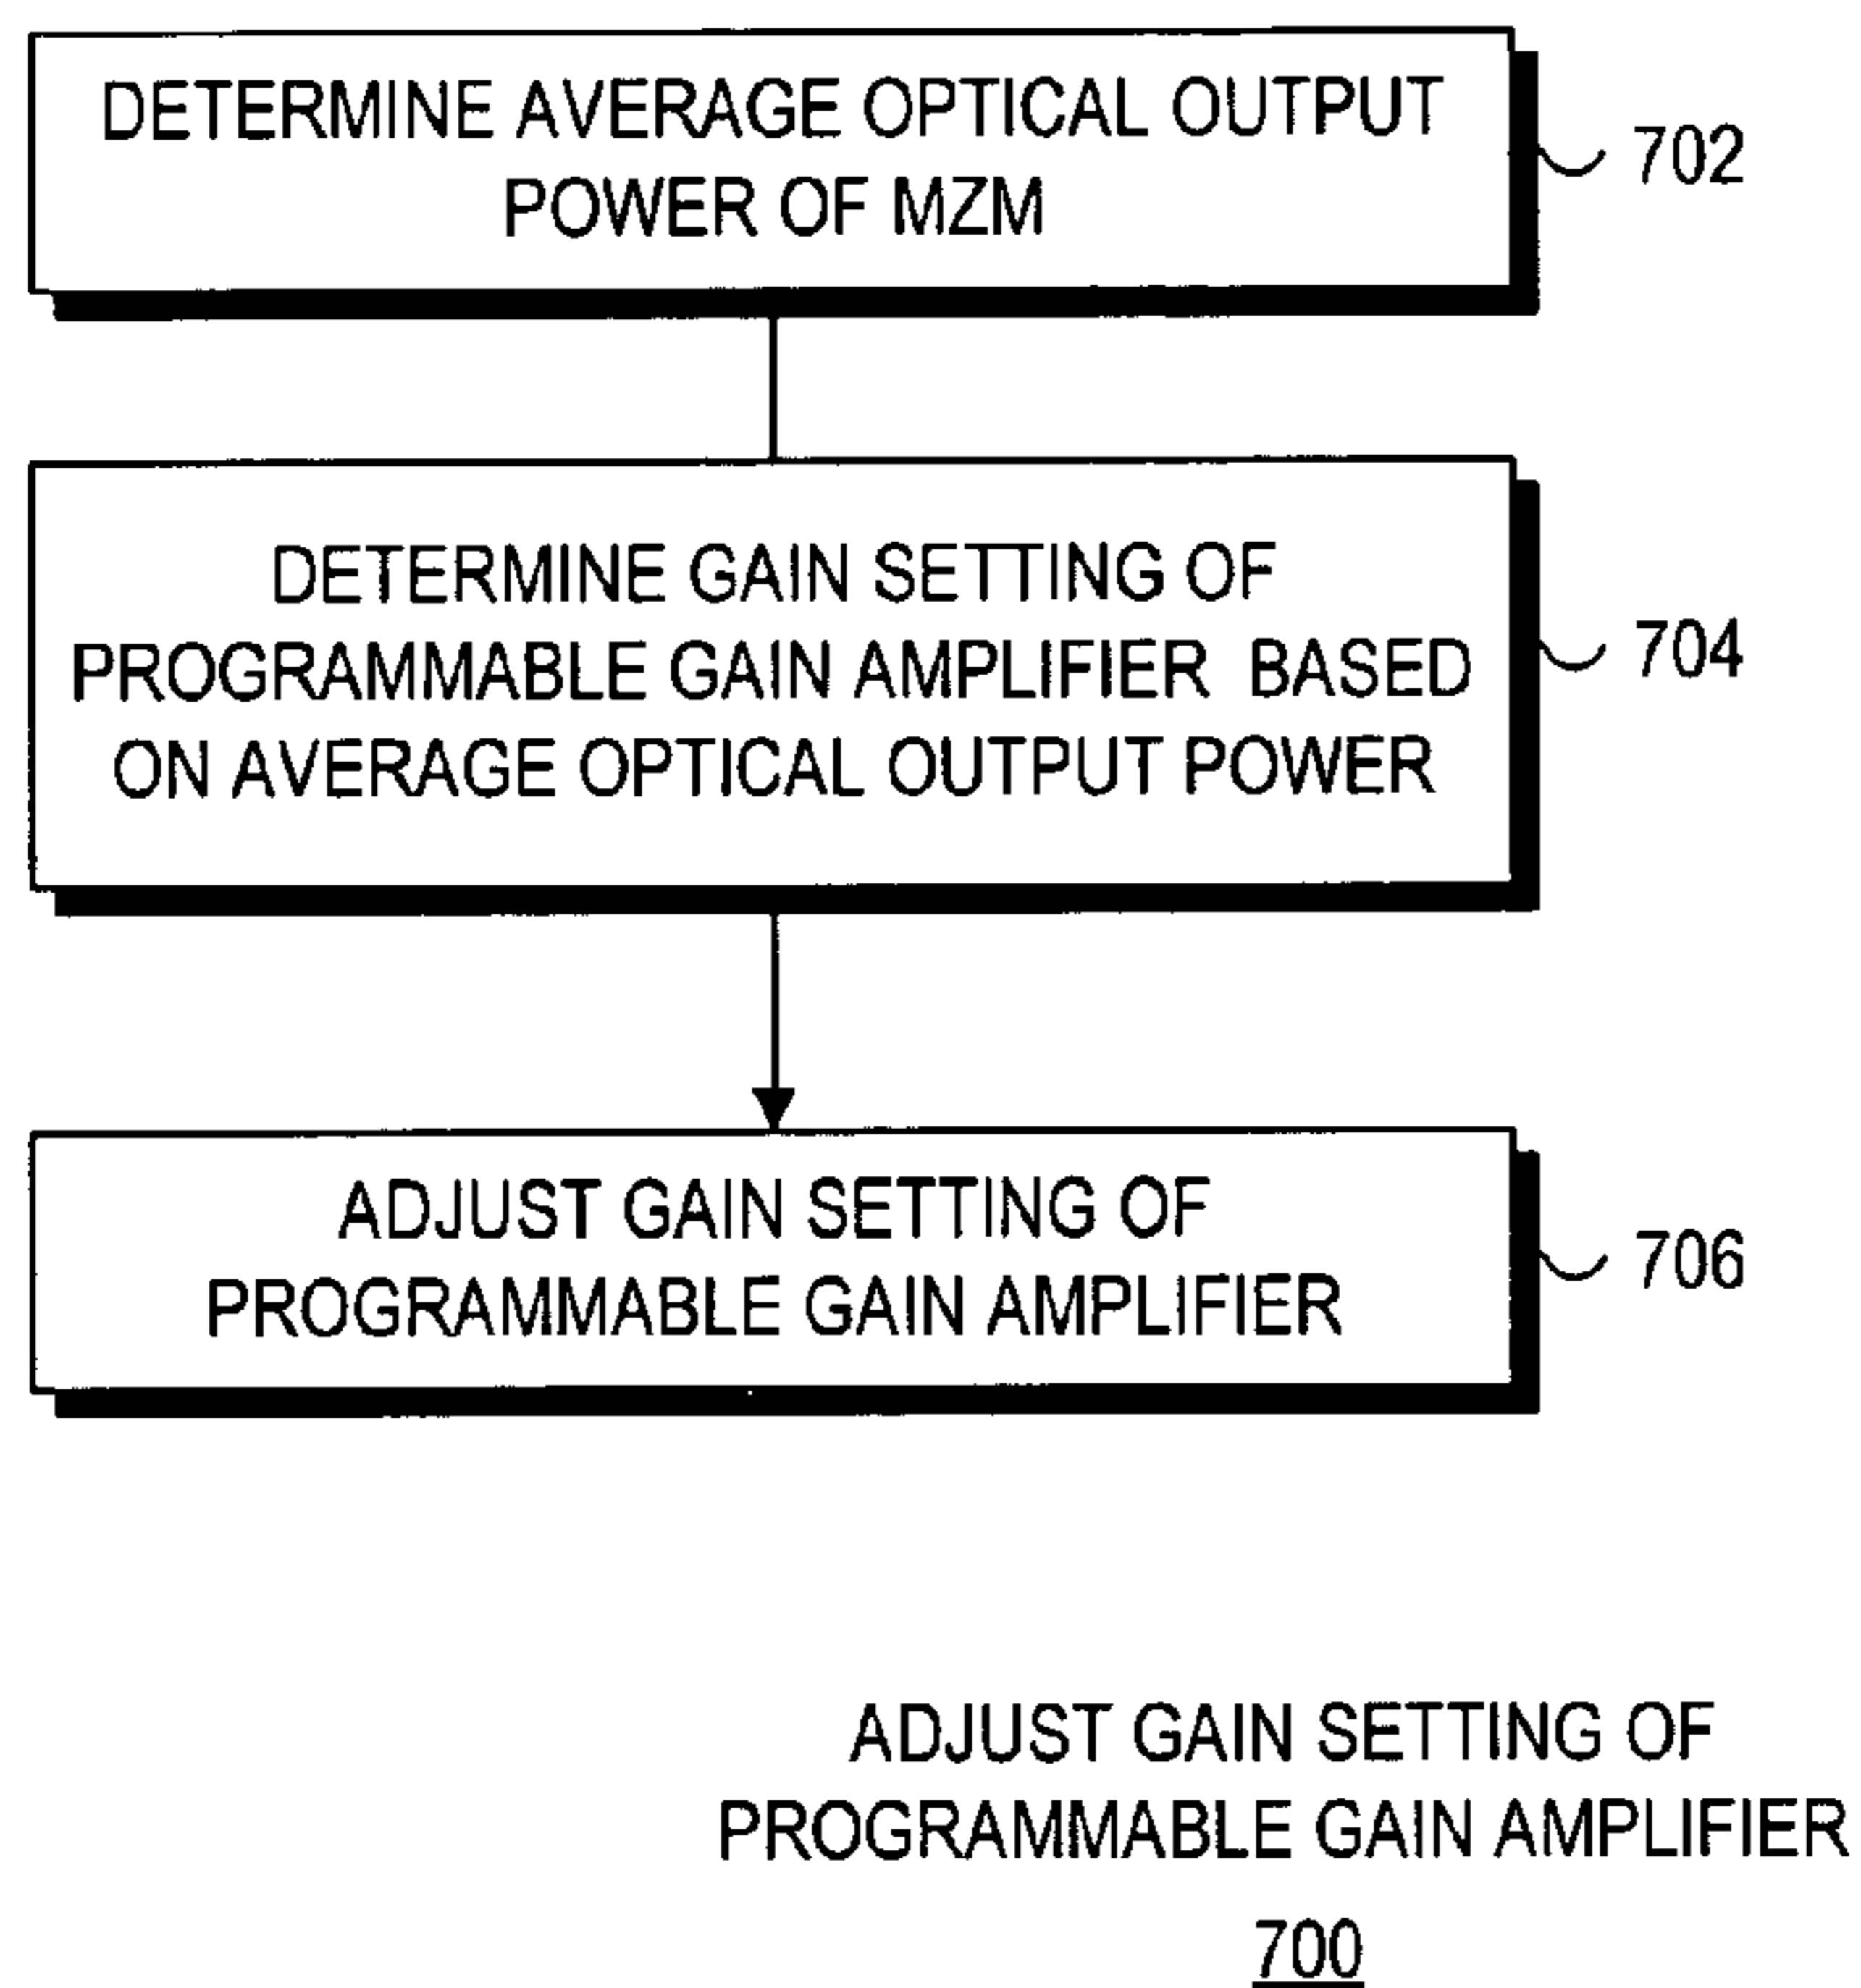 DETERMINE AVERAGE OPTICAL OUTPUT
POWER OF MZM
702
DETERMINE GAIN SETTING OF
PROGRAMMABLE GAIN AMPLIFIER BASED
ON AVERAGE OPTICAL OUTPUT POWER
704
ADJUST GAIN SETTING OF
PROGRAMMABLE GAIN AMPLIFIER
706
ADJUST GAIN SETTING OF
PROGRAMMABLE GAIN AMPLIFIER
700